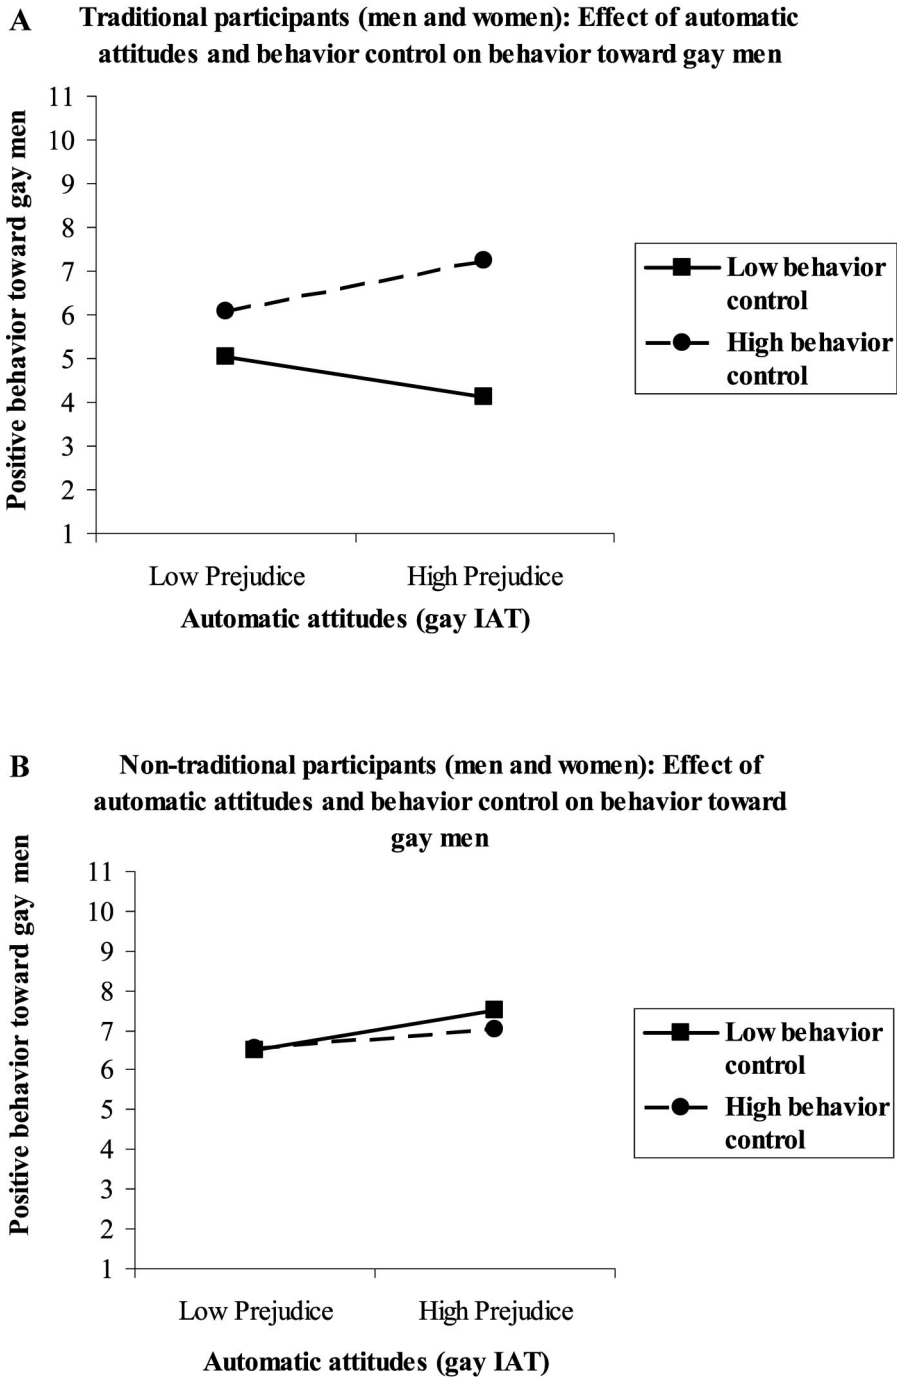 A
Traditional participants (men and women): Effect of automatic
attitudes and behavior control on behavior toward gay men
Positive behavior toward gay men
11
10
9
8
7
6
5
4
3
2
1
Low Prejudice
High Prejudice
Automatic attitudes (gay IAT)
Low behavior
control
High behavior
control
B
Non-traditional participants (men and women): Effect of
automatic attitudes and behavior control on behavior toward
gay men
Positive behavior toward gay men
11
10
9
8
7
6
5
4
3
2
1
Low Prejudice
High Prejudice
Automatic attitudes (gay IAT)
Low behavior
control
High behavior
control